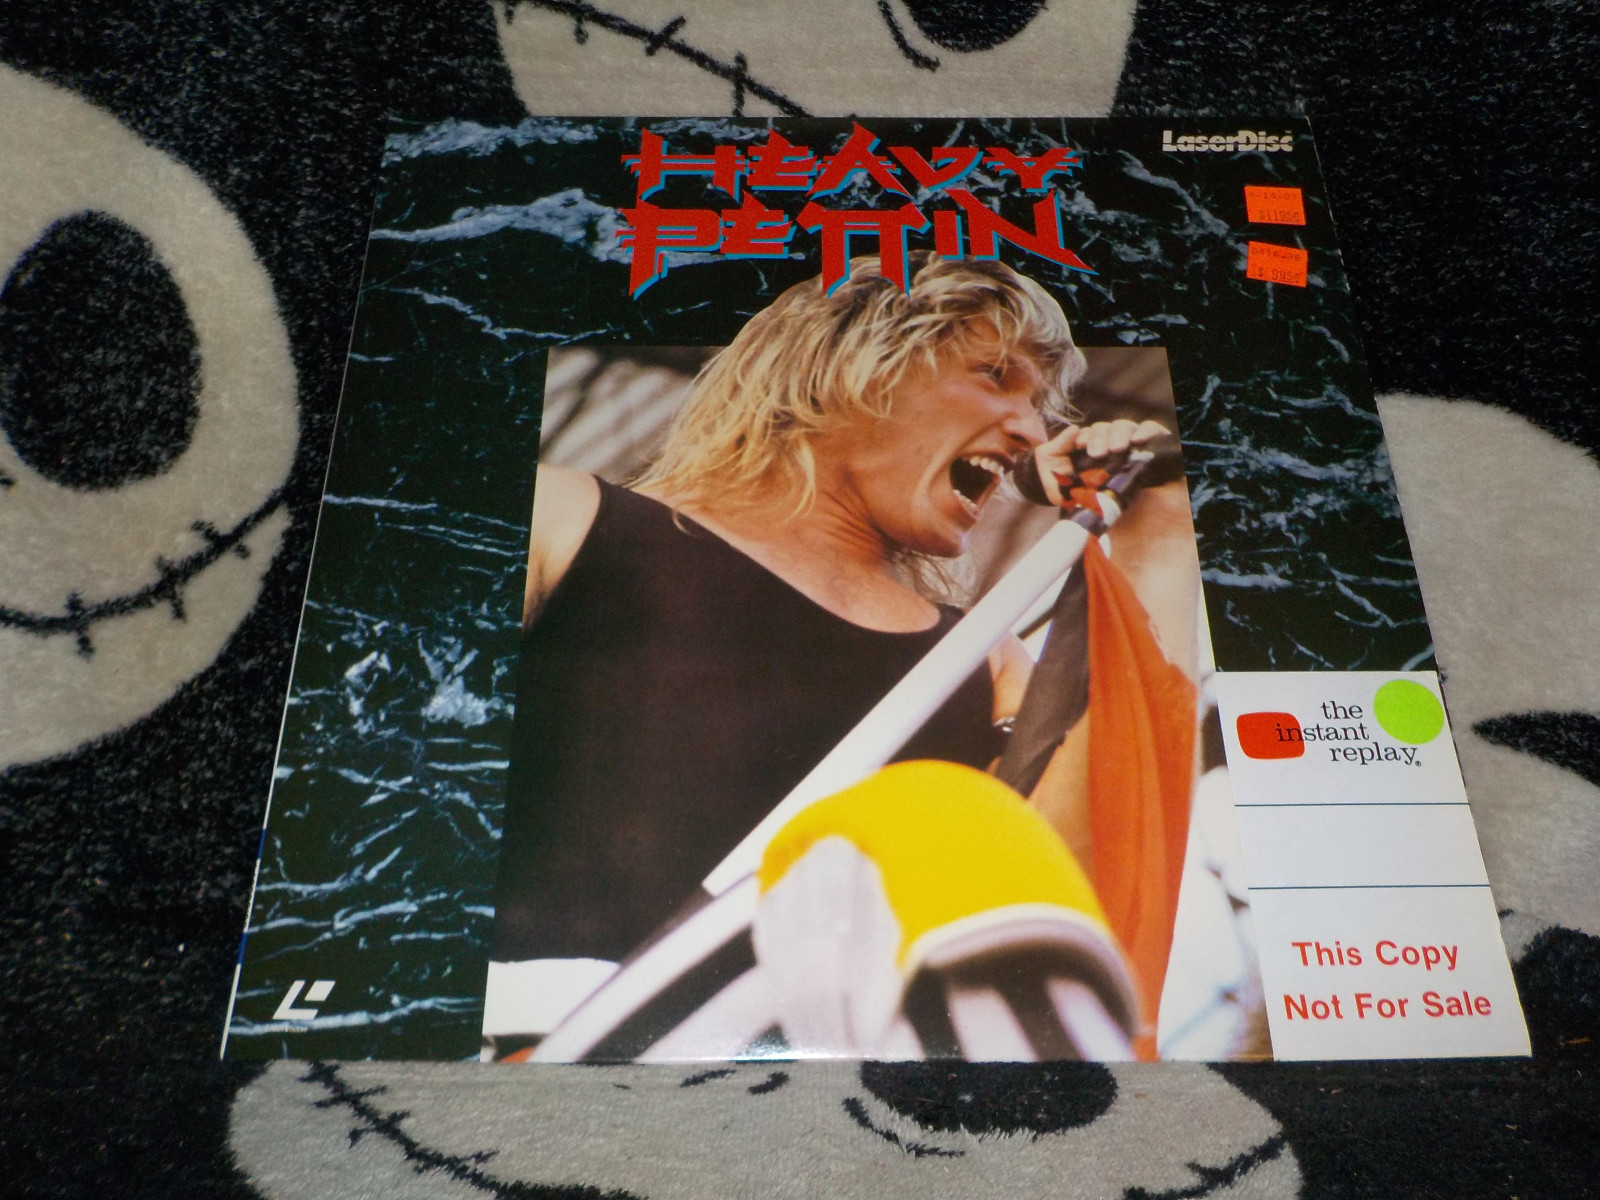 LaserDisc
HEAVY
PETTIN
the
instant
replay®
This Copy
Not For Sale